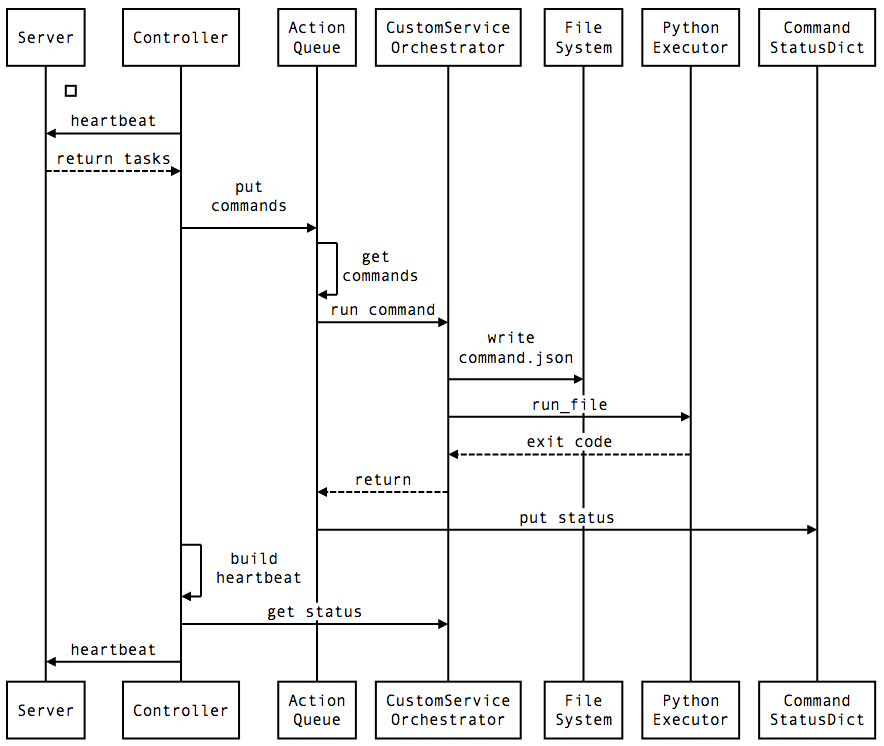 Server
Controller
Action
Queue
CustomService
Orchestrator
File
System
Python
Executor
Command
StatusDict
heartbeat
return tasks
put
commands
get
commands
run command
write
command.json
run_file
exit code
return
put status
build
heartbeat
get status
heartbeat
Server
Controller
Action
Queue
CustomService
Orchestrator
File
System
Python
Executor
Command
StatusDict